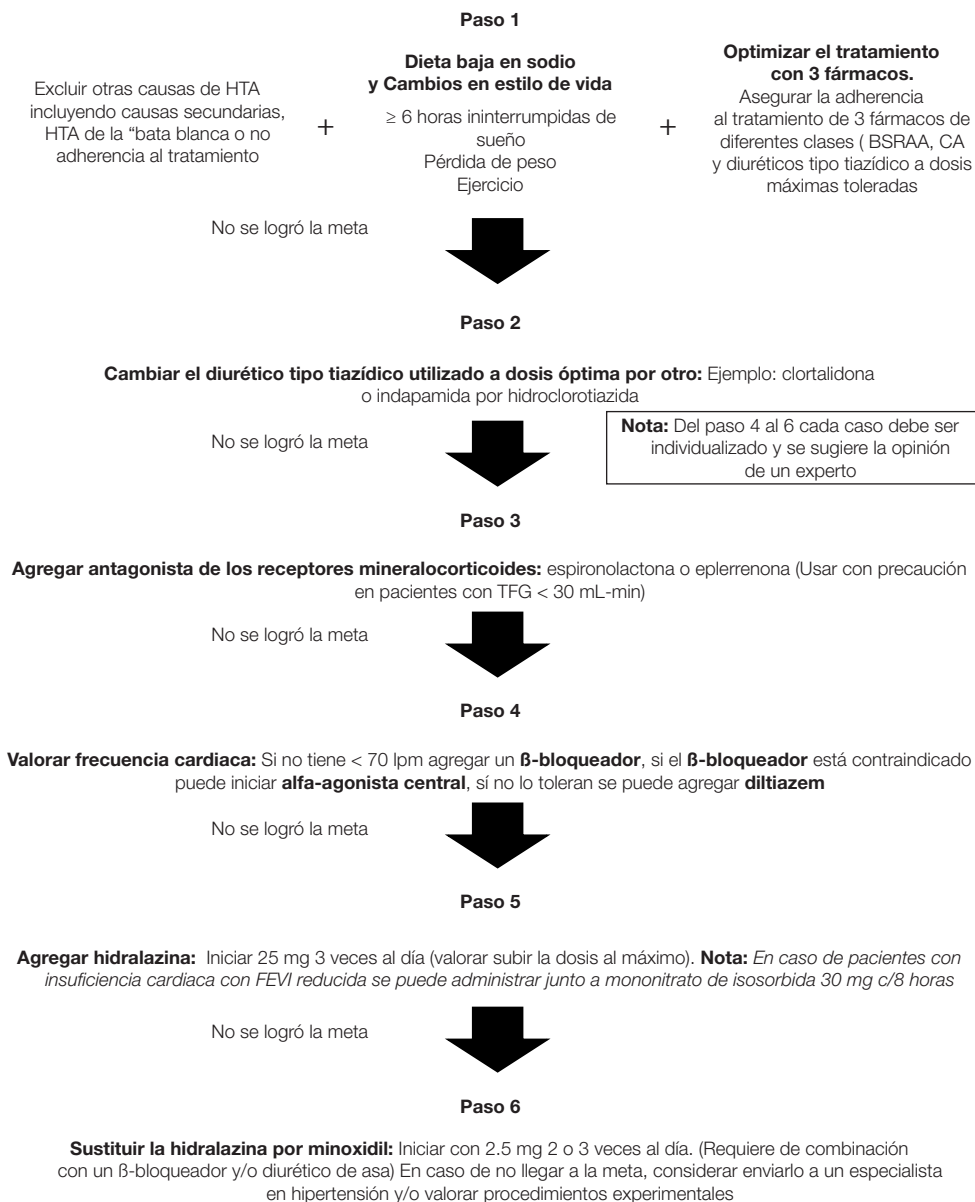 Paso 1
Excluir otras causas de HTA
incluyendo causas secundarias,
HTA de la “bata blanca o no
adherencia al tratamiento
+
Dieta baja en sodio
y Cambios en estilo de vida
≥ 6 horas ininterrumpidas de
sueño
Pérdida de peso
Ejercicio
+
Optimizar el tratamiento
con 3 fármacos.
Asegurar la adherencia
al tratamiento de 3 fármacos de
diferentes clases ( BSRAA, CA
y diuréticos tipo tiazídico a dosis
máximas toleradas
No se logró la meta
Paso 2
Cambiar el diurético tipo tiazídico utilizado a dosis óptima por otro: Ejemplo: clortalidona
o indapamida por hidroclorotiazida
No se logró la meta
Nota: Del paso 4 al 6 cada caso debe ser
individualizado y se sugiere la opinión
de un experto
Paso 3
Agregar antagonista de los receptores mineralocorticoides: espironolactona o eplerrenona (Usar con precaución
en pacientes con TFG < 30 mL-min)
No se logró la meta
Paso 4
Valorar frecuencia cardiaca: Si no tiene < 70 lpm agregar un ß-bloqueador, si el ß-bloqueador está contraindicado
puede iniciar alfa-agonista central, sí no lo toleran se puede agregar diltiazem
No se logró la meta
Paso 5
Agregar hidralazina: Iniciar 25 mg 3 veces al día (valorar subir la dosis al máximo). Nota: En caso de pacientes con
insuficiencia cardiaca con FEVI reducida se puede administrar junto a mononitrato de isosorbida 30 mg c/8 horas
No se logró la meta
Paso 6
Sustituir la hidralazina por minoxidil: Iniciar con 2.5 mg 2 o 3 veces al día. (Requiere de combinación
con un ß-bloqueador y/o diurético de asa) En caso de no llegar a la meta, considerar enviarlo a un especialista
en hipertensión y/o valorar procedimientos experimentales